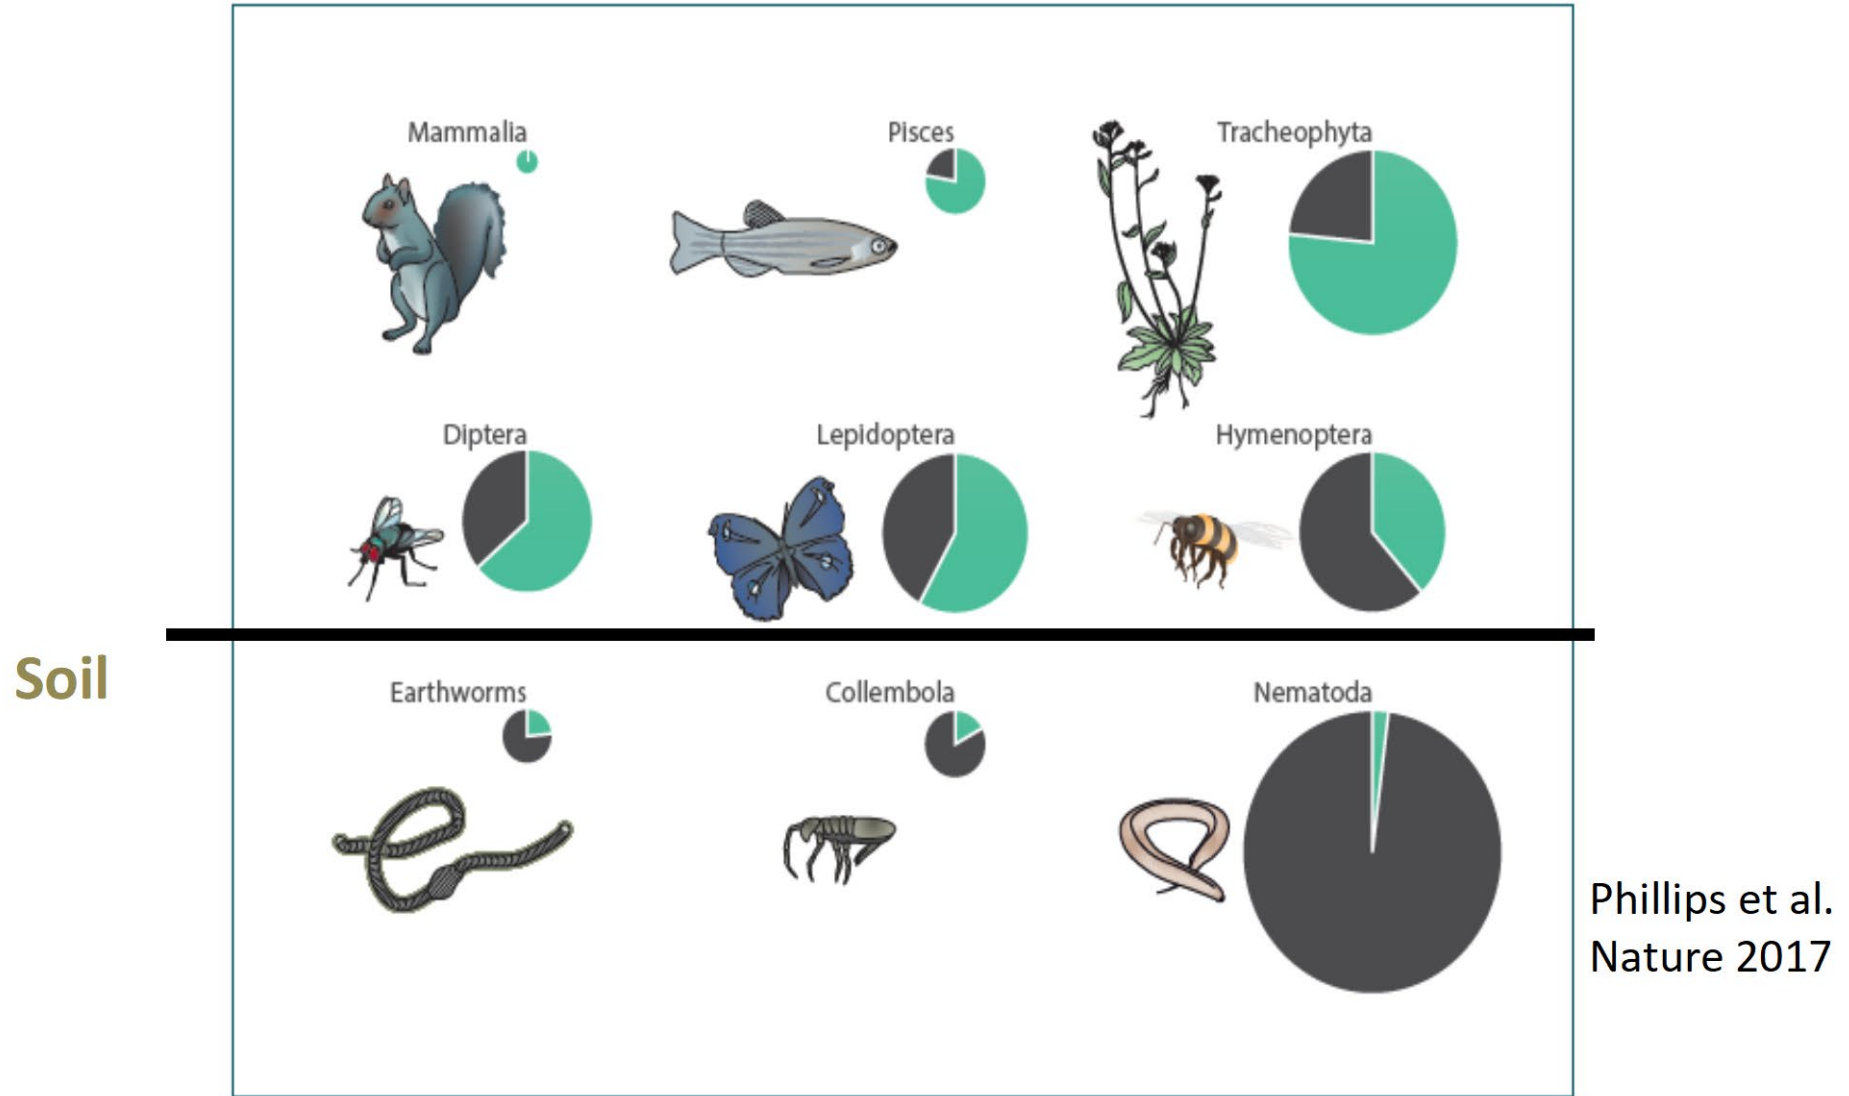 Mammalia
Pisces
Tracheophyta
Diptera
Lepidoptera
Hymenoptera
Soil
Earthworms
Collembola
Nematoda
Phillips et al.
Nature 2017